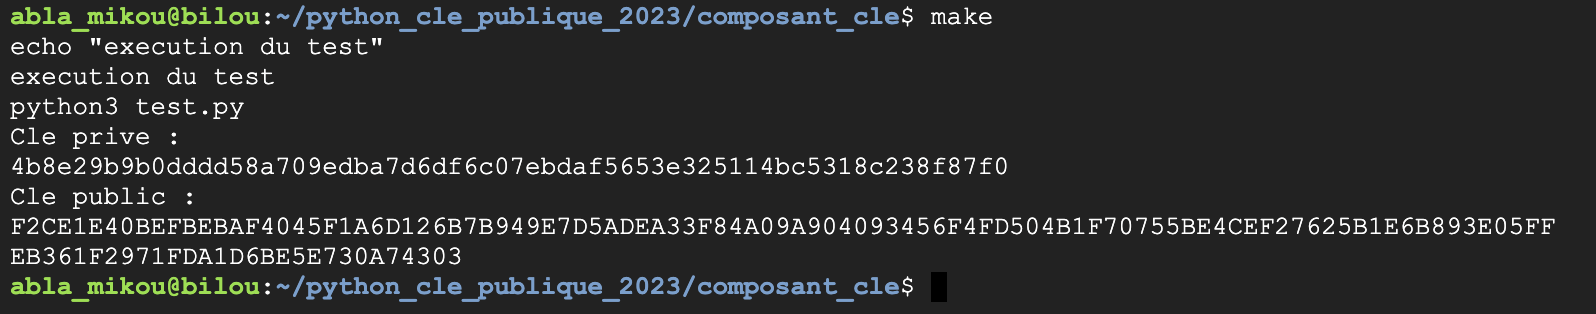 abla_mikou@bilou:~/python_cle_publique_2023/composant_cle$ make
echo "execution du test"
execution du test
python3 test.py
Cle prive :
4b8e29b9b0dddd58a709edba7d6df6c07ebdaf5653e325114bc5318c238f87f0
Cle public :
F2CE1E40BEFBEBAF4045F1A6D126B7B949E7D5ADEA33F84A09A904093456F4FD504B1F70755BE4CEF27625B1E6B893E05FF
EB361F2971FDA1D6BE5E730A74303
abla_mikou@bilou:~/python_cle_publique_2023/composant_cle$